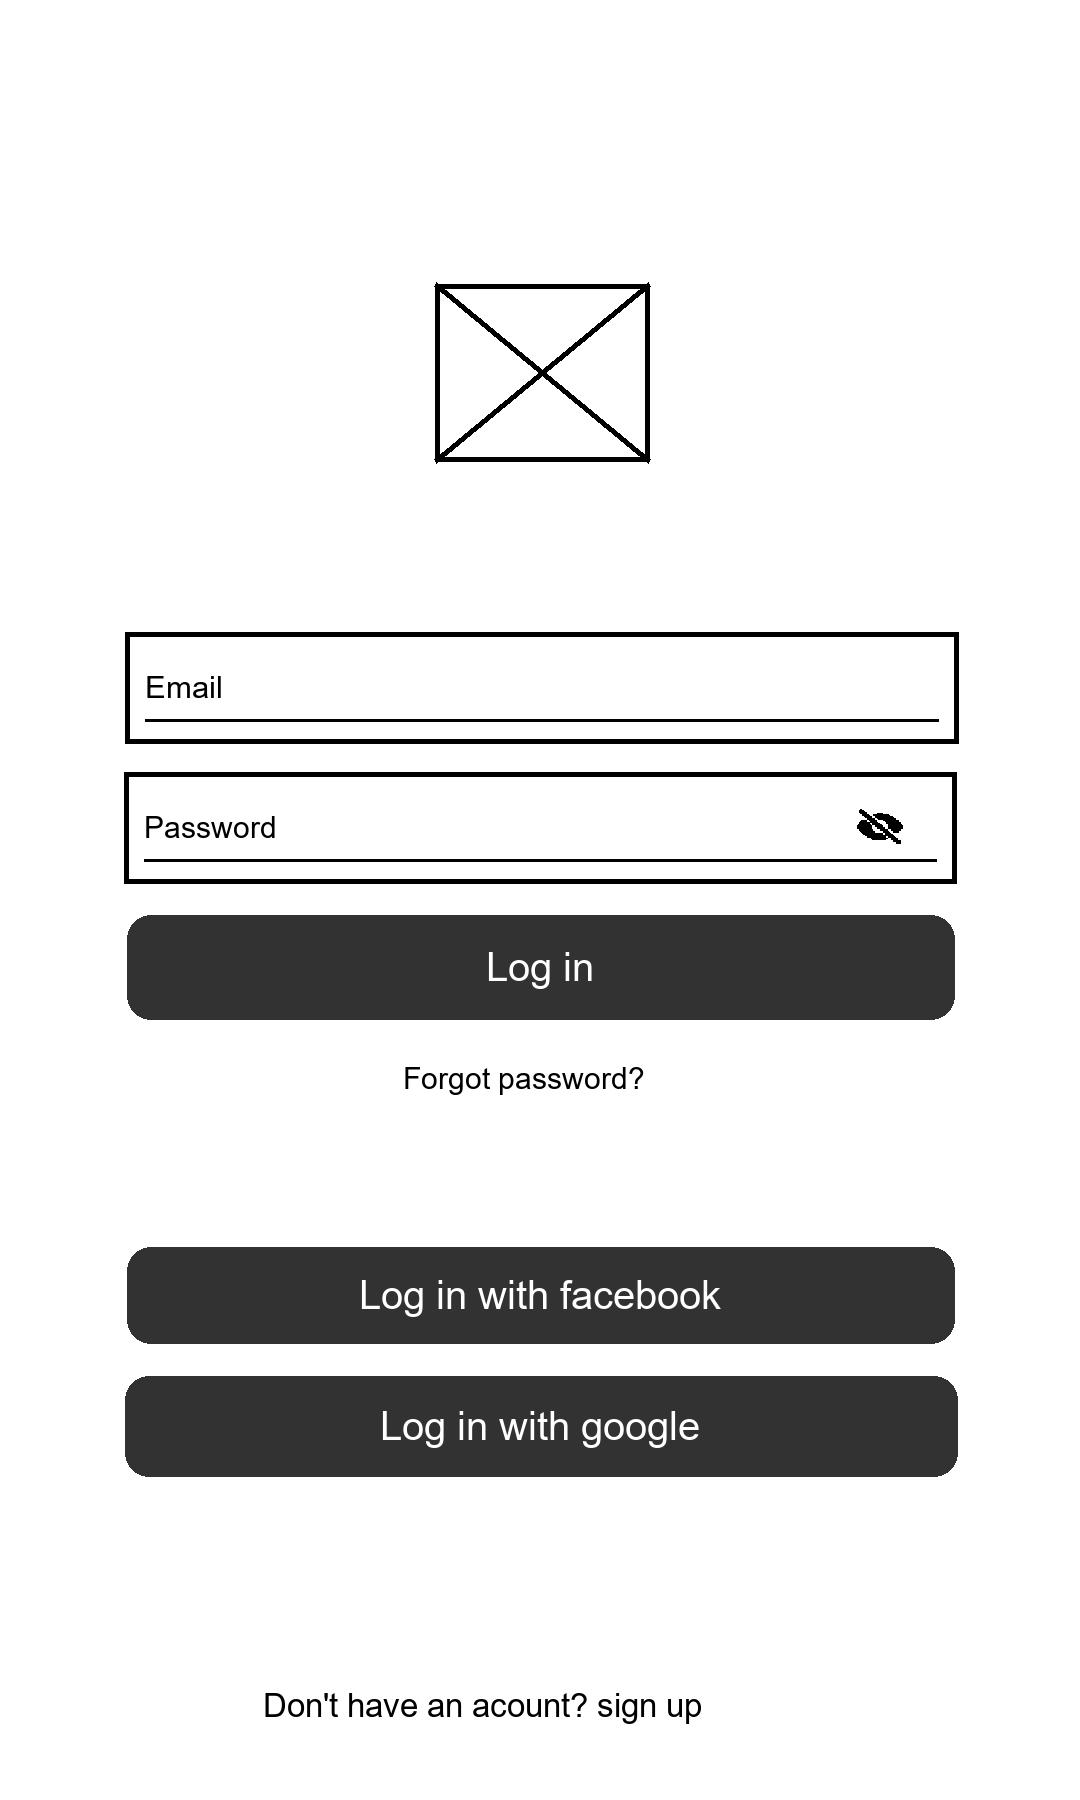 Email
Password
Log in
Forgot password?
Log in with facebook
Log in with google
Don't have an acount? sign up